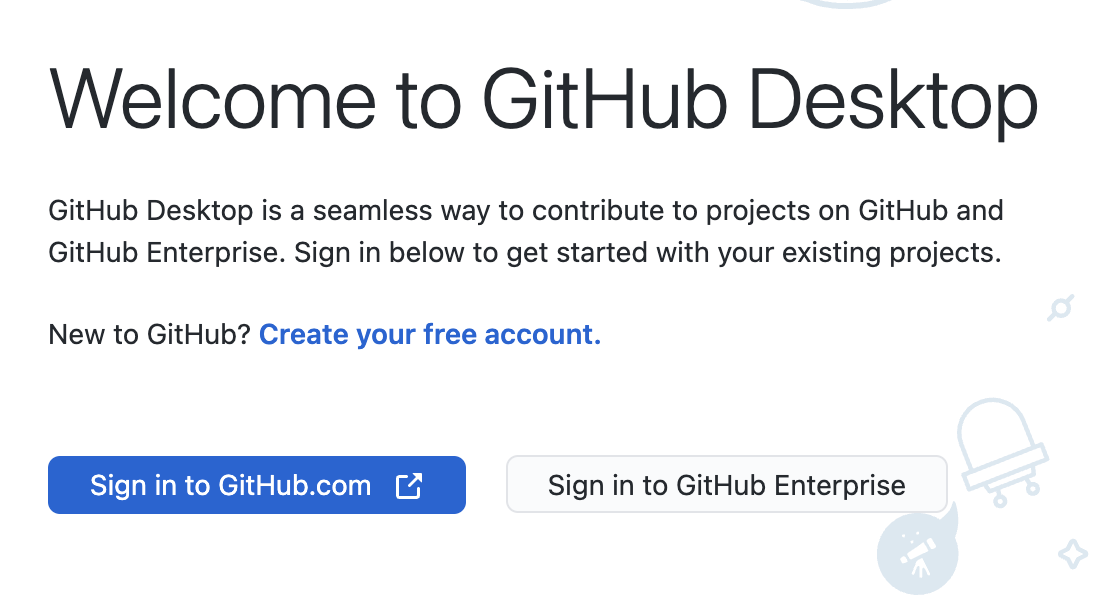 Welcome to GitHub Desktop
GitHub Desktop is a seamless way to contribute to projects on GitHub and
GitHub Enterprise. Sign in below to get started with your existing projects.
New to GitHub? Create your free account.
Sign in to GitHub.com
Sign in to GitHub Enterprise